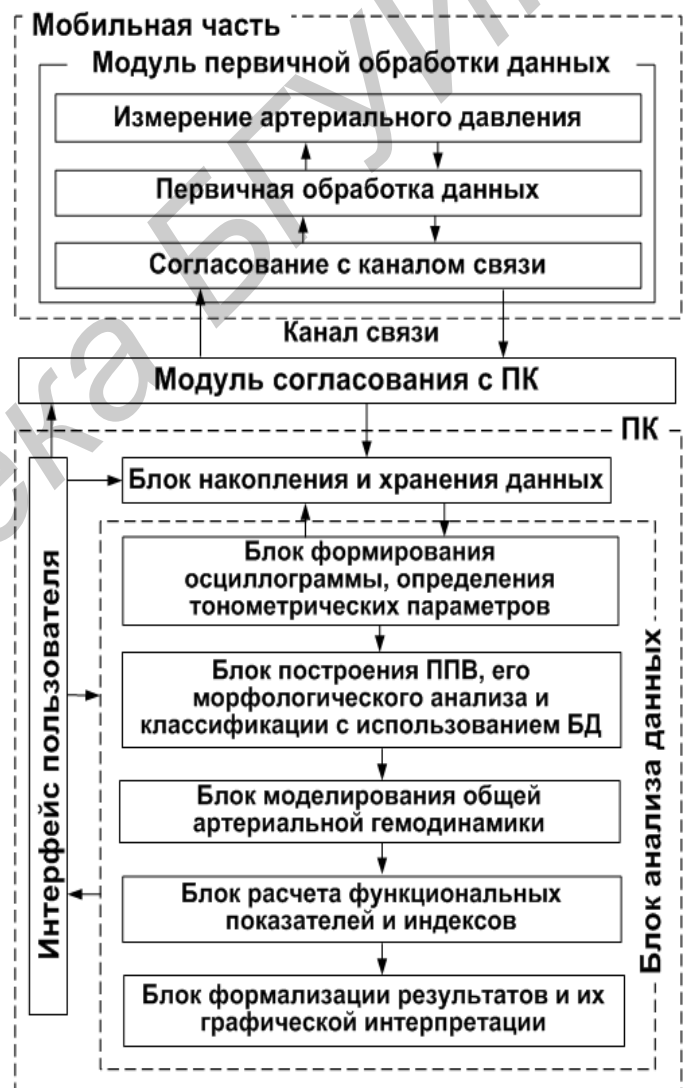 Мобильная часть
Модуль первичной обработки данных
Измерение артериального давления
Первичная обработка данных
Согласование с каналом связи
Канал связи
Модуль согласования с ПК
ПК
Интерфейс пользователя
Блок накопления и хранения данных
Блок формирования
осциллограммы, определения
тонометрических параметров
Блок построения ППВ, его
морфологического анализа и
классификации с использованием БД
Блок моделирования общей
артериальной гемодинамики
Блок расчета функциональных
показателей и индексов
Блок формализации результатов и их
графической интерпретации
Блок анализа данных